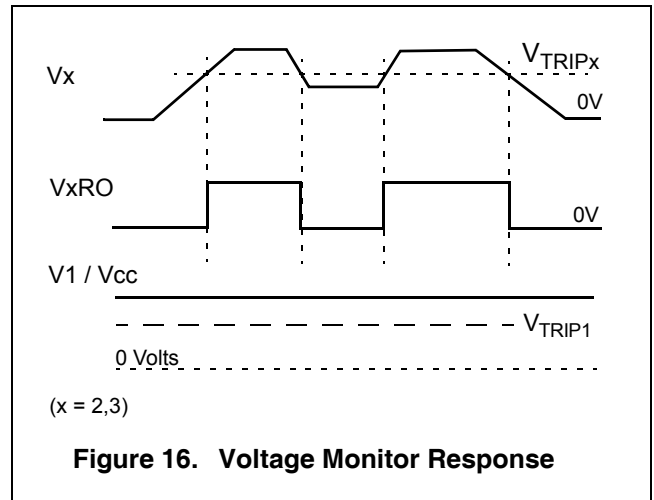 Vx
VTRIPx
0V
VxRO
0V
V1 / Vcc
VTRIP1
0 Volts
(x = 2,3)
Figure 16. Voltage Monitor Response